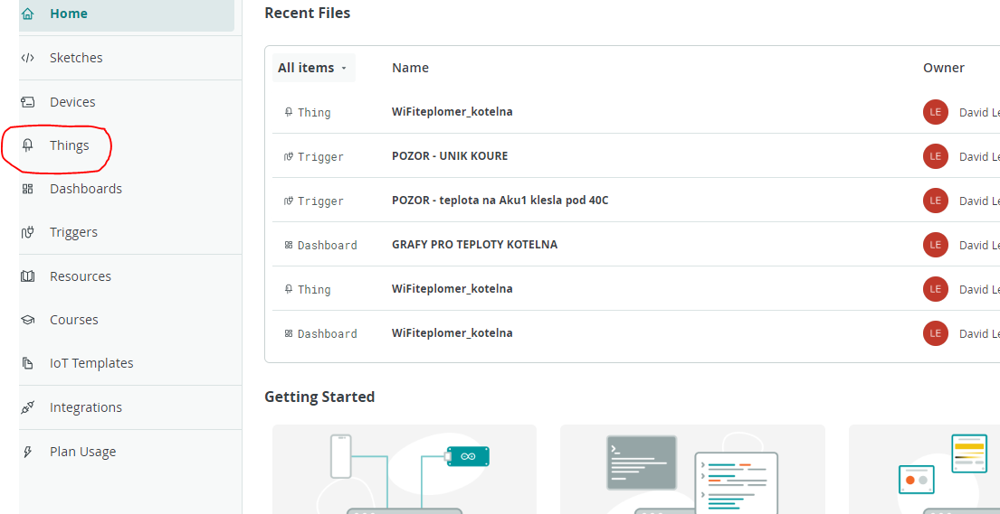 Home
Sketches
Devices
Things
Dashboards
Triggers
Resources
Courses
IoT Templates
Integrations
Plan Usage
Recent Files
All items Name Owner
Thing WiFiteplomer_kotelna LE David Le
Trigger POZOR - UNIK KOURE LE David Le
Trigger POZOR - teplota na Aku1 klesla pod 40C LE David Le
Dashboard GRAFY PRO TEPLOTY KOTELNA LE David Le
Thing WiFiteplomer_kotelna LE David Le
Dashboard WiFiteplomer_kotelna LE David Le
Getting Started